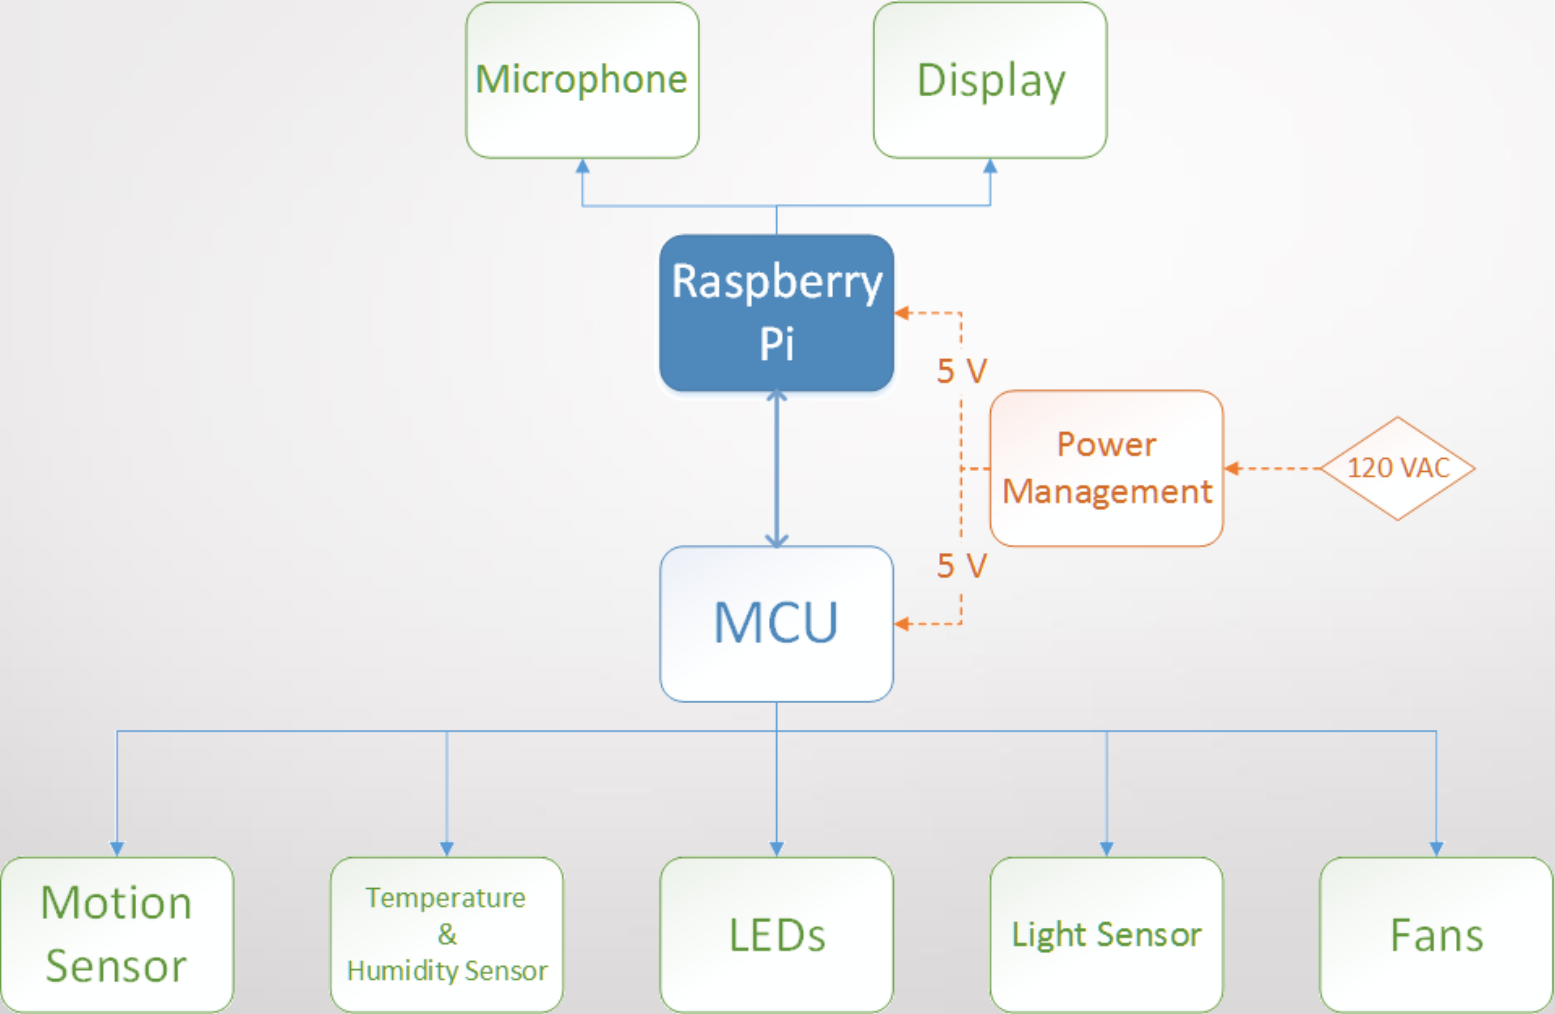 Microphone
Display
Raspberry
Pi
5 V
Power
Management
120 VAC
5 V
MCU
Motion
Sensor
Temperature
&
Humidity Sensor
LEDs
Light Sensor
Fans